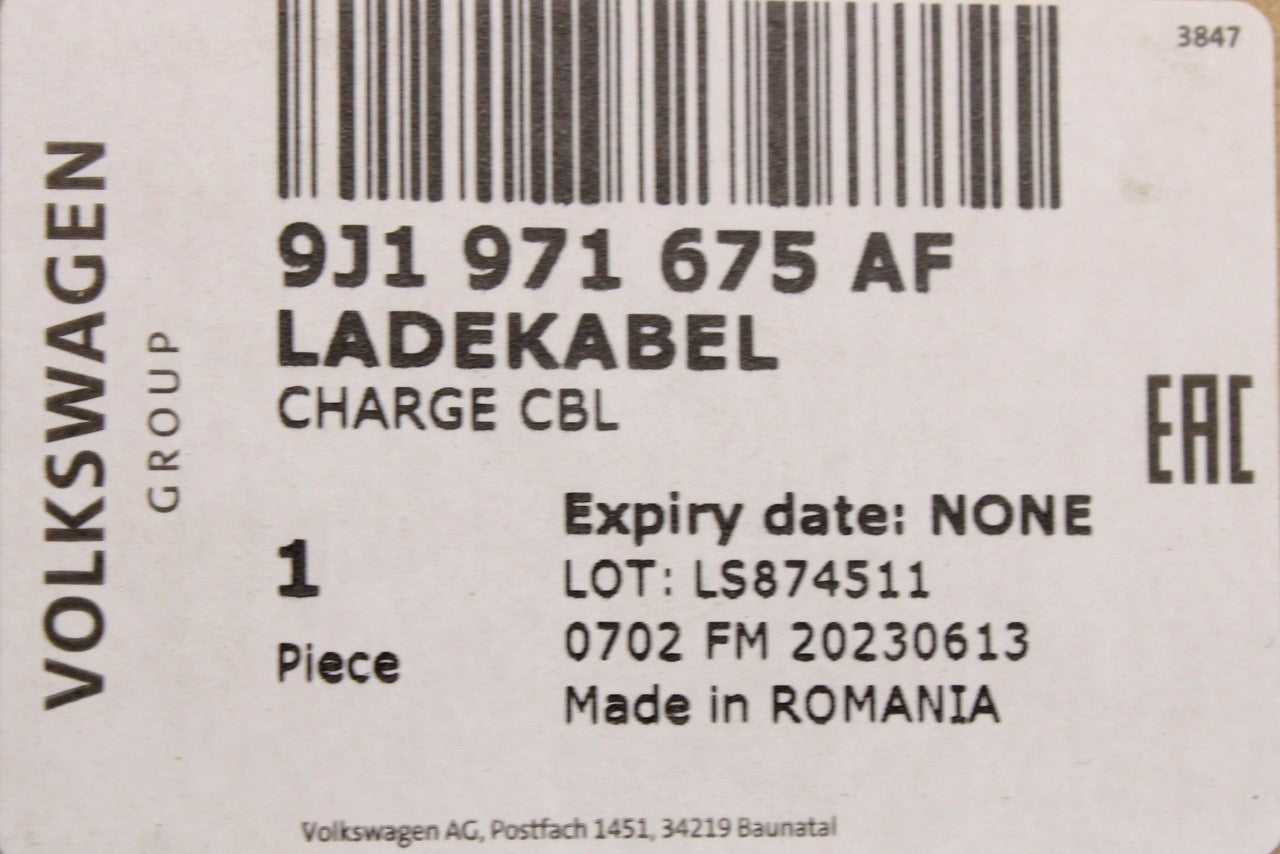 3847
VOLKSWAGEN
GROUP
9J1 971 675 AF
LADEKABEL
CHARGE CBL
EAC
Expiry date: NONE
1
LOT: LS874511
Piece
0702 FM 20230613
Made in ROMANIA
Volkswagen AG, Postfach 1451, 34219 Baunatal